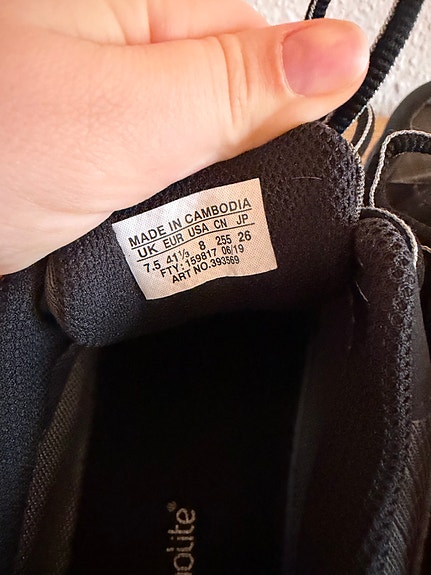 MADE IN CAMBODIA
UK EUR USA CN JP
7.5 41⅓ 8 255 26
FTY: 159817 06/19
ART NO.393569